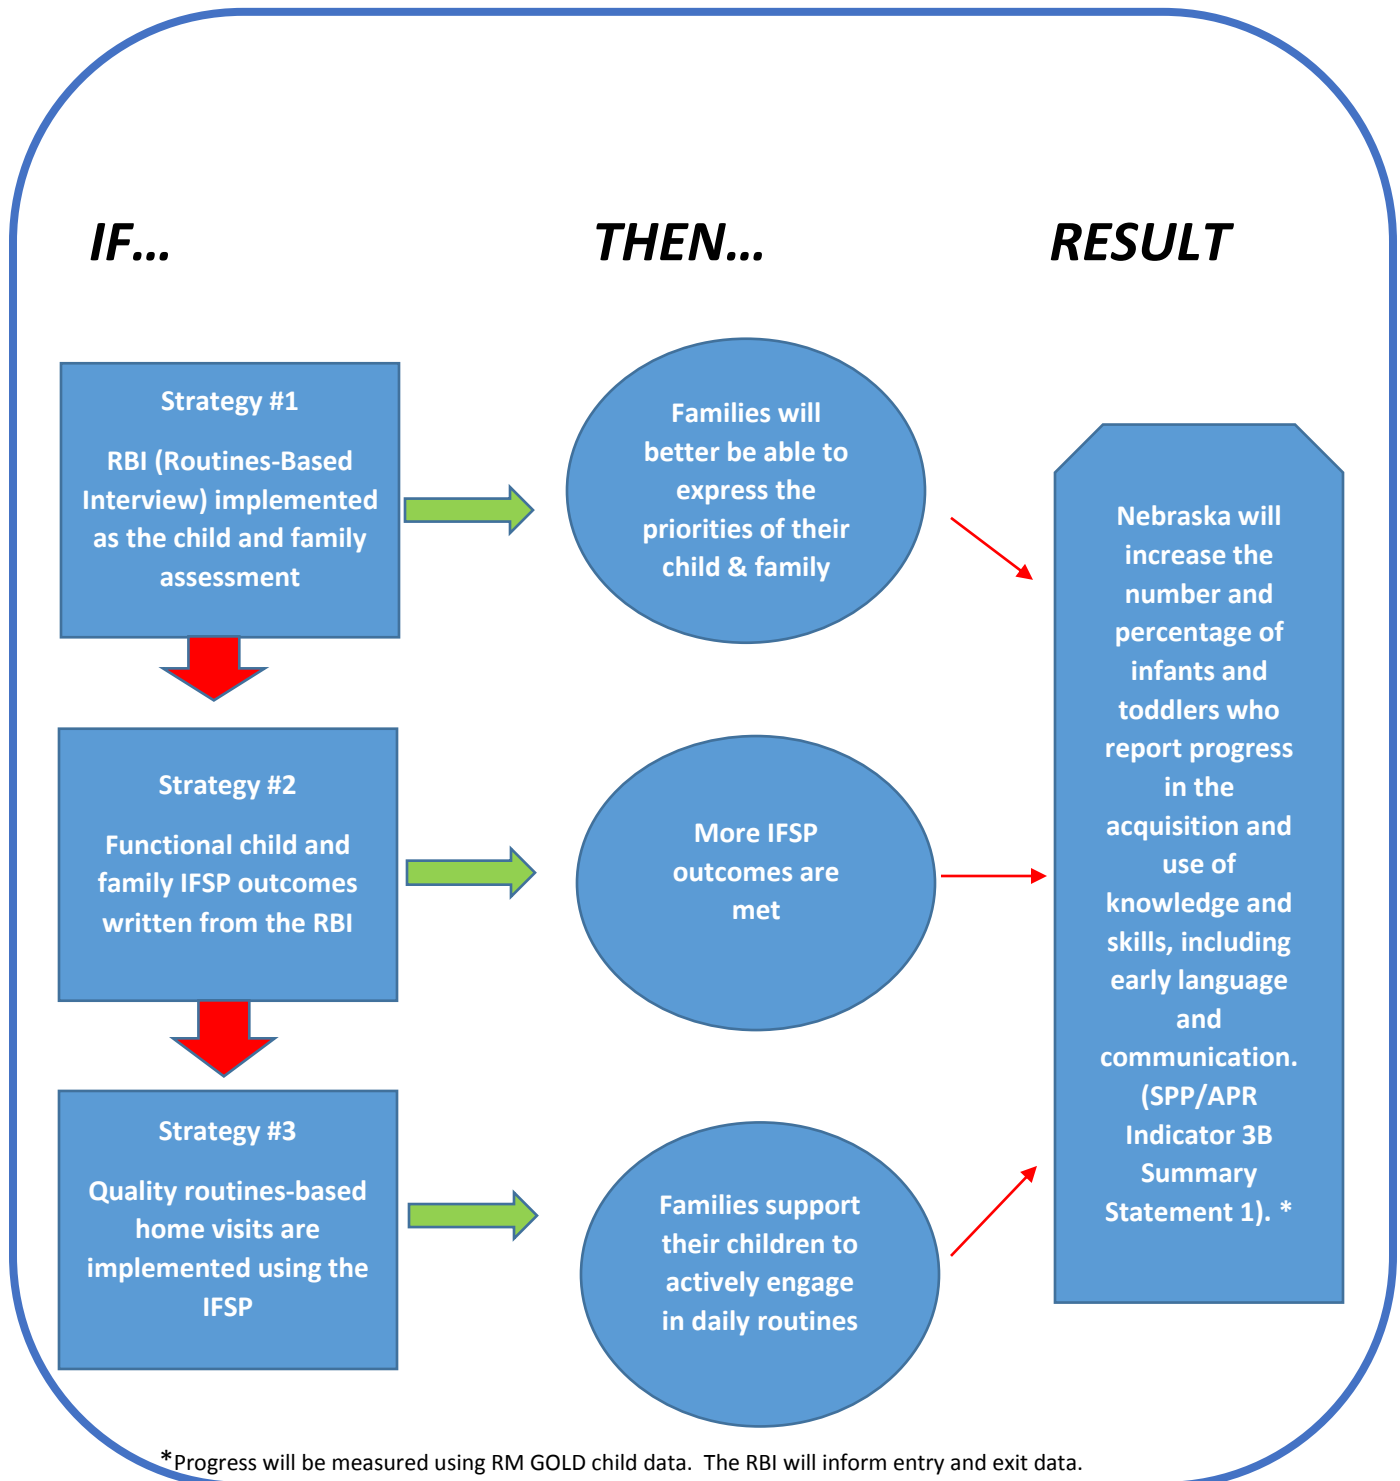 IF...
THEN...
RESULT
Strategy #1
RBI (Routines-Based
Interview) implemented
as the child and family
assessment
Families will
better be able to
express the
priorities of their
child & family
Strategy #2
Functional child and
family IFSP outcomes
written from the RBI
More IFSP
outcomes are
met
Strategy #3
Quality routines-based
home visits are
implemented using the
IFSP
Families support
their children to
actively engage
in daily routines
Nebraska will
increase the
number and
percentage of
infants and
toddlers who
report progress
in the
acquisition and
use of
knowledge and
skills, including
early language
and
communication.
(SPP/APR
Indicator 3B
Summary
Statement 1). *
*Progress will be measured using RM GOLD child data.  The RBI will inform entry and exit data.